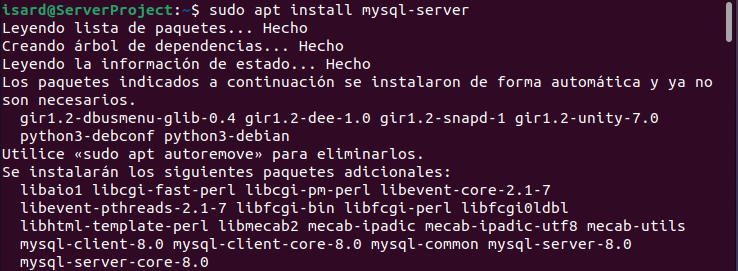 isard@ServerProject:~$ sudo apt install mysql-server
Leyendo lista de paquetes... Hecho
Creando árbol de dependencias... Hecho
Leyendo la información de estado... Hecho
Los paquetes indicados a continuación se instalaron de forma automática y ya no
son necesarios.
  gir1.2-dbusmenu-glib-0.4 gir1.2-dee-1.0 gir1.2-snapd-1 gir1.2-unity-7.0
  python3-debconf python3-debian
Utilice «sudo apt autoremove» para eliminarlos.
Se instalarán los siguientes paquetes adicionales:
  libaio1 libcgi-fast-perl libcgi-pm-perl libevent-core-2.1-7
  libevent-pthreads-2.1-7 libfcgi-bin libfcgi-perl libfcgi0ldbl
  libhtml-template-perl libmecab2 mecab-ipadic mecab-ipadic-utf8 mecab-utils
  mysql-client-8.0 mysql-client-core-8.0 mysql-common mysql-server-8.0
  mysql-server-core-8.0